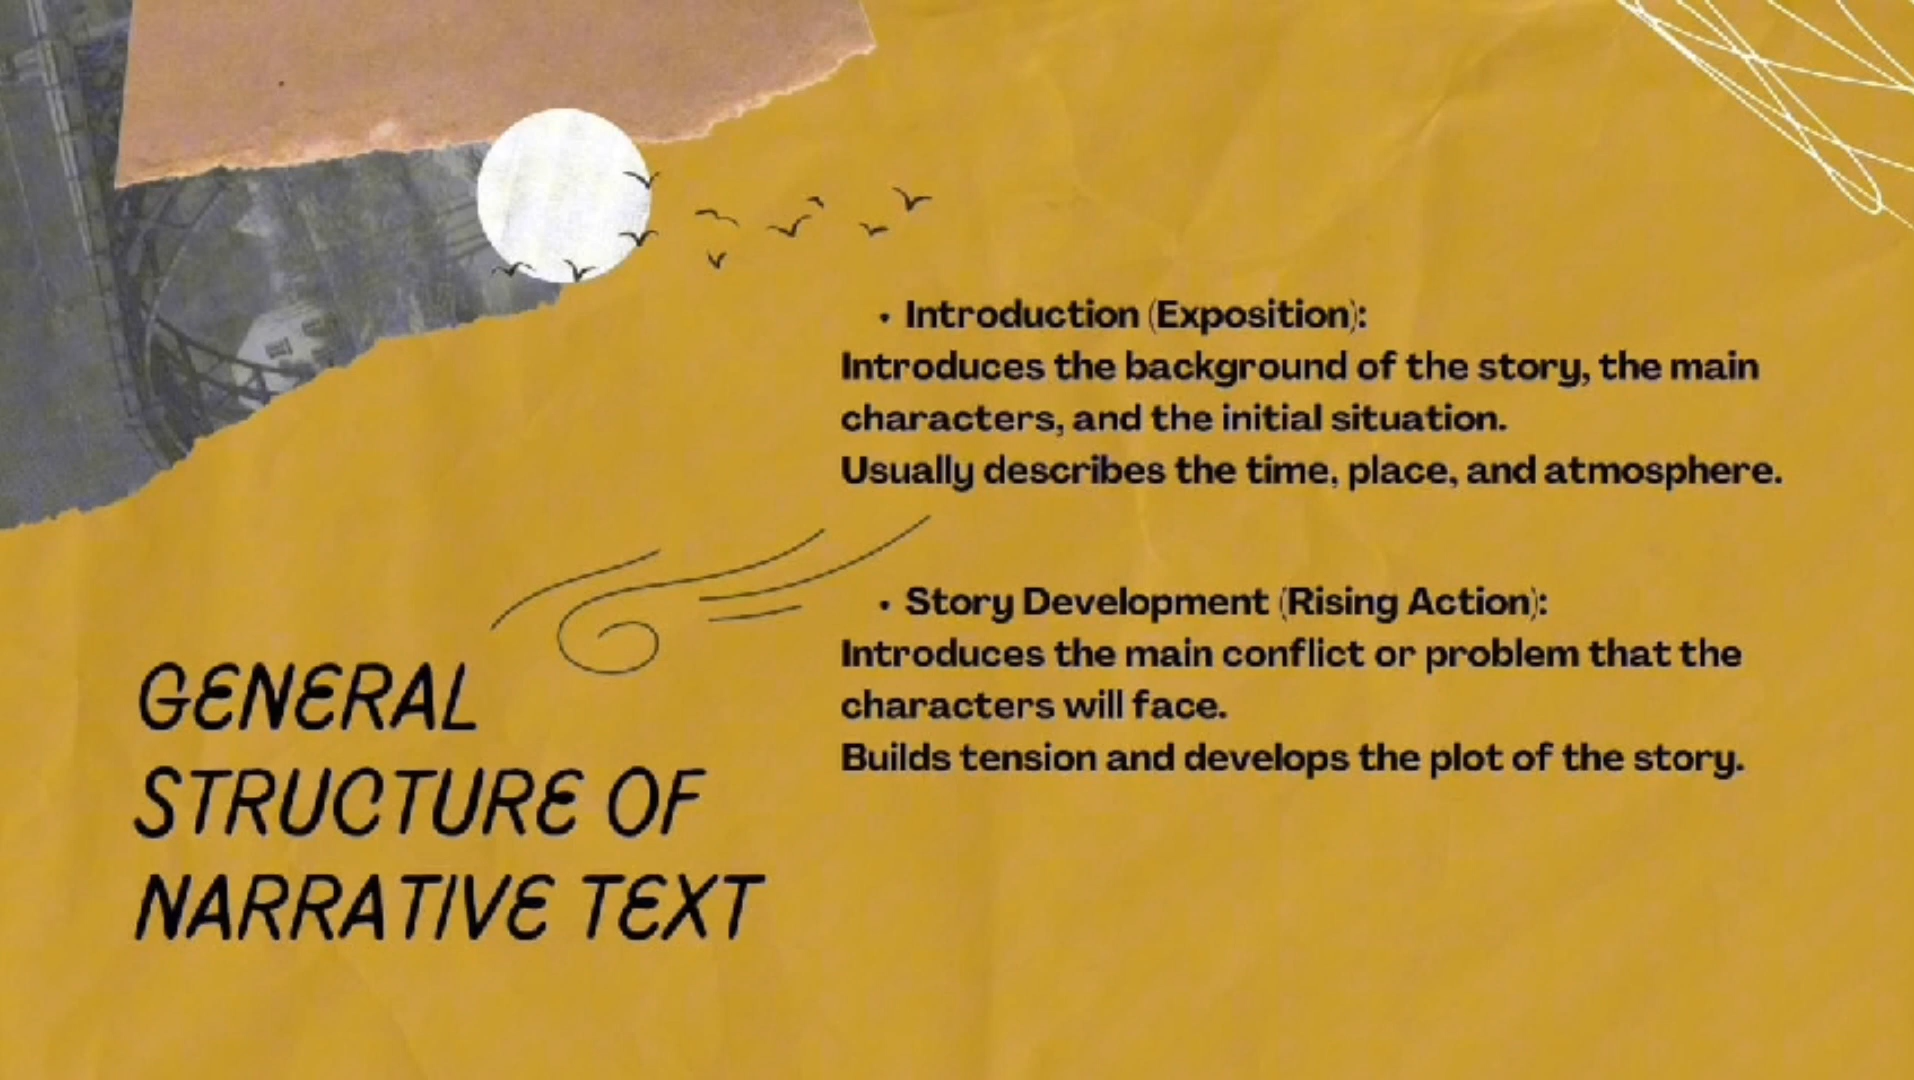 GENERAL
STRUCTURE OF
NARRATIVE TEXT
• Introduction (Exposition):
Introduces the background of the story, the main
characters, and the initial situation.
Usually describes the time, place, and atmosphere.
• Story Development (Rising Action):
Introduces the main conflict or problem that the
characters will face.
Builds tension and develops the plot of the story.